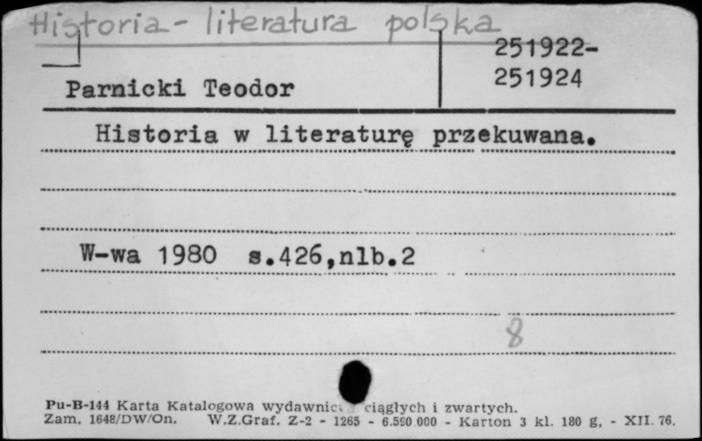 Historia - literatura polska
251922-
251924
Parnicki Teodor
Historia w literaturę przekuwana.
W-wa 1980 s.426,nlb.2
8
Pu-B-144 Karta Katalogowa wydawnic ciągłych i zwartych.
Zam. 1648/DW/On. W.Z.Graf. Z-2 - 1265 - 6.590.000 - Karton 3 kl. 180 g. - XII. 76.